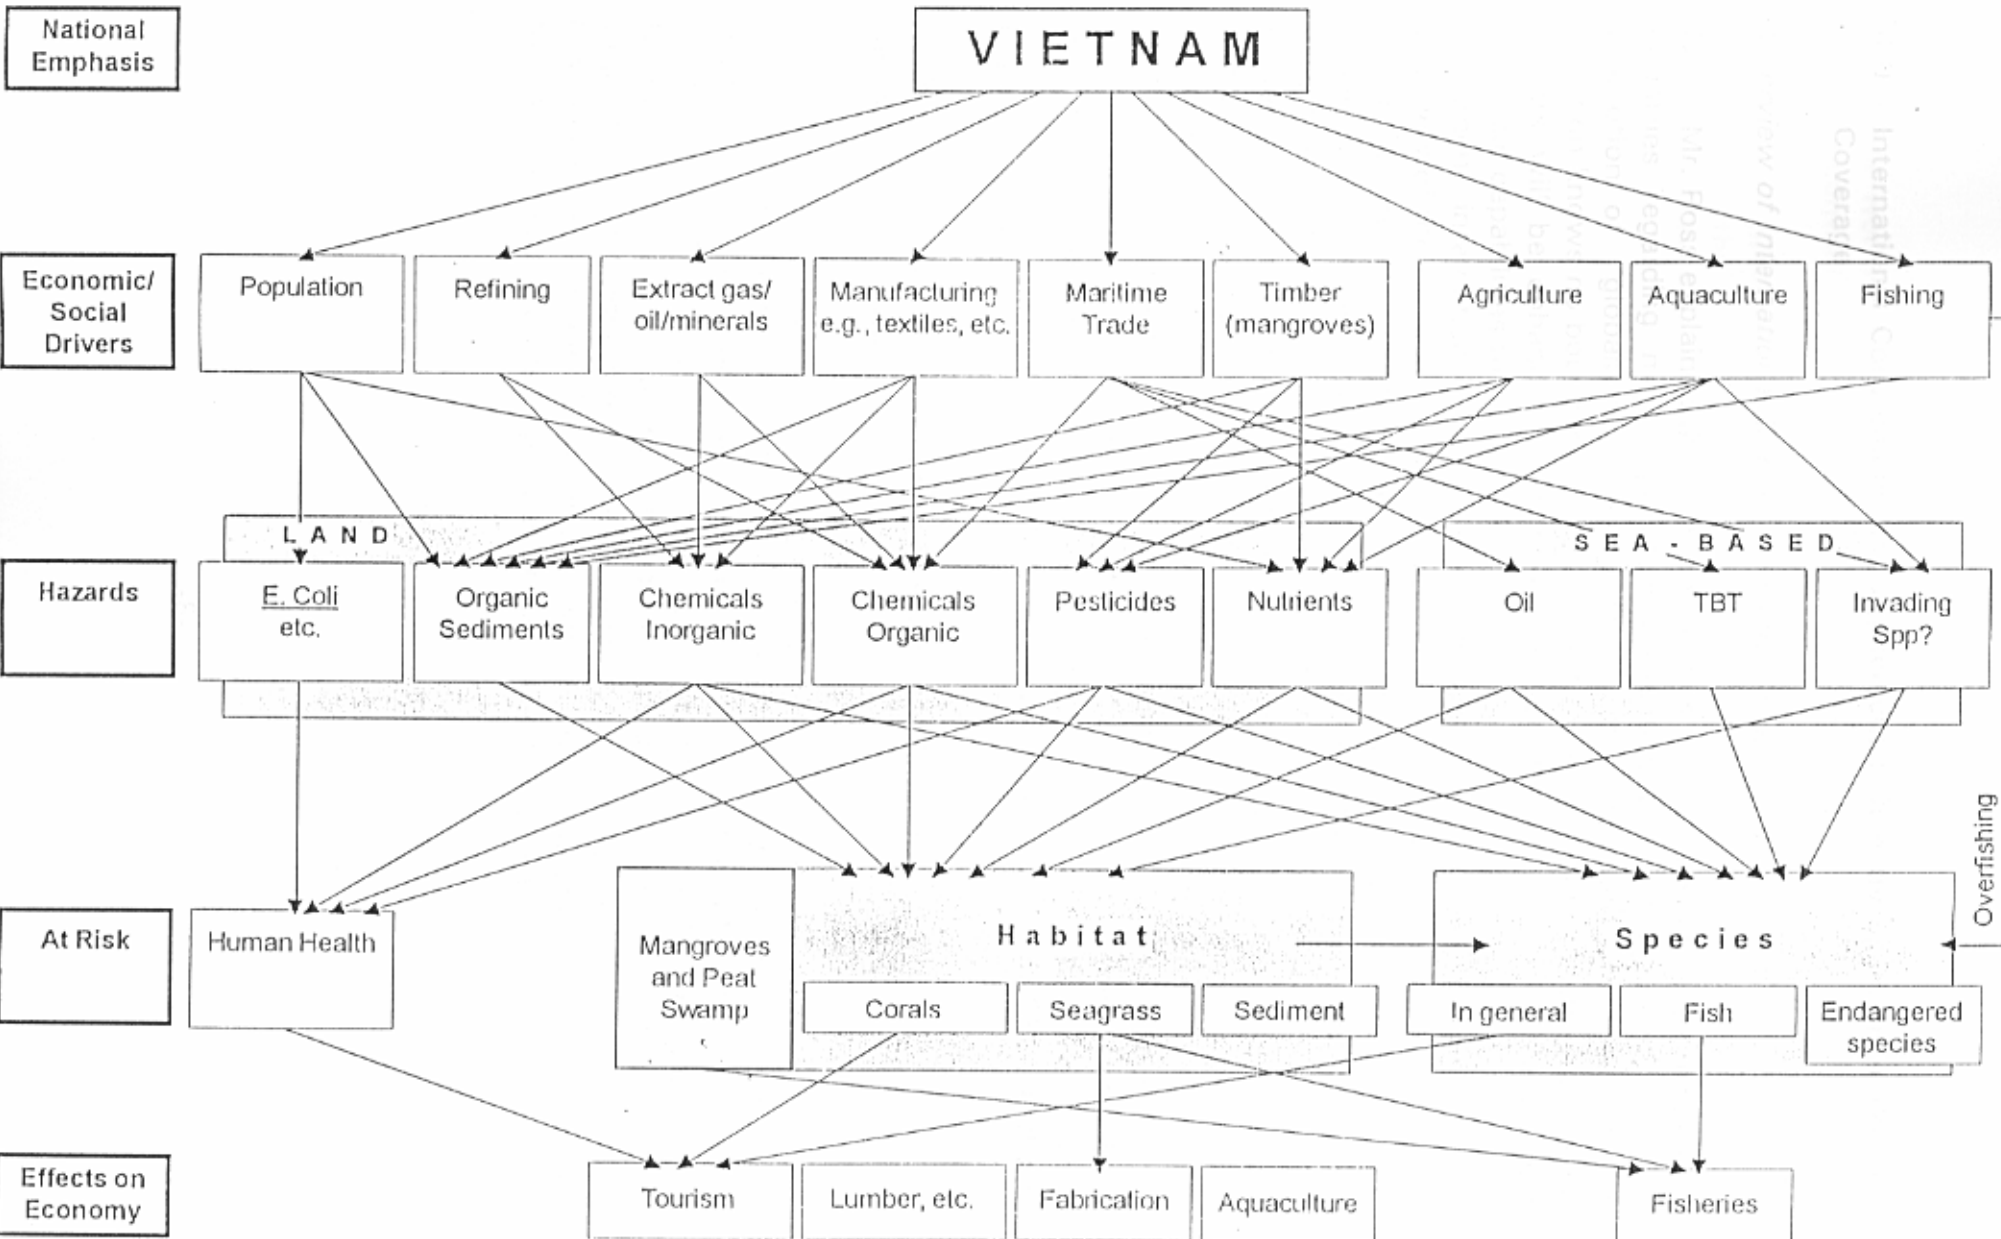 National
Emphasis
VIETNAM
Economic/
Social
Drivers
Population
Refining
Extract gas/
oil/minerals
Manufacturing
e.g., textiles, etc.
Maritime
Trade
Timber
(mangroves)
Agriculture
Aquaculture
Fishing
LAND
SEA-BASED
Hazards
E. Coli
etc.
Organic
Sediments
Chemicals
Inorganic
Chemicals
Organic
Pesticides
Nutrients
Oil
TBT
Invading
Spp?
Overfishing
At Risk
Human Health
Mangroves
and Peat
Swamp
Habitat
Corals
Seagrass
Sediment
Species
In general
Fish
Endangered
species
Effects on
Economy
Tourism
Lumber, etc.
Fabrication
Aquaculture
Fisheries